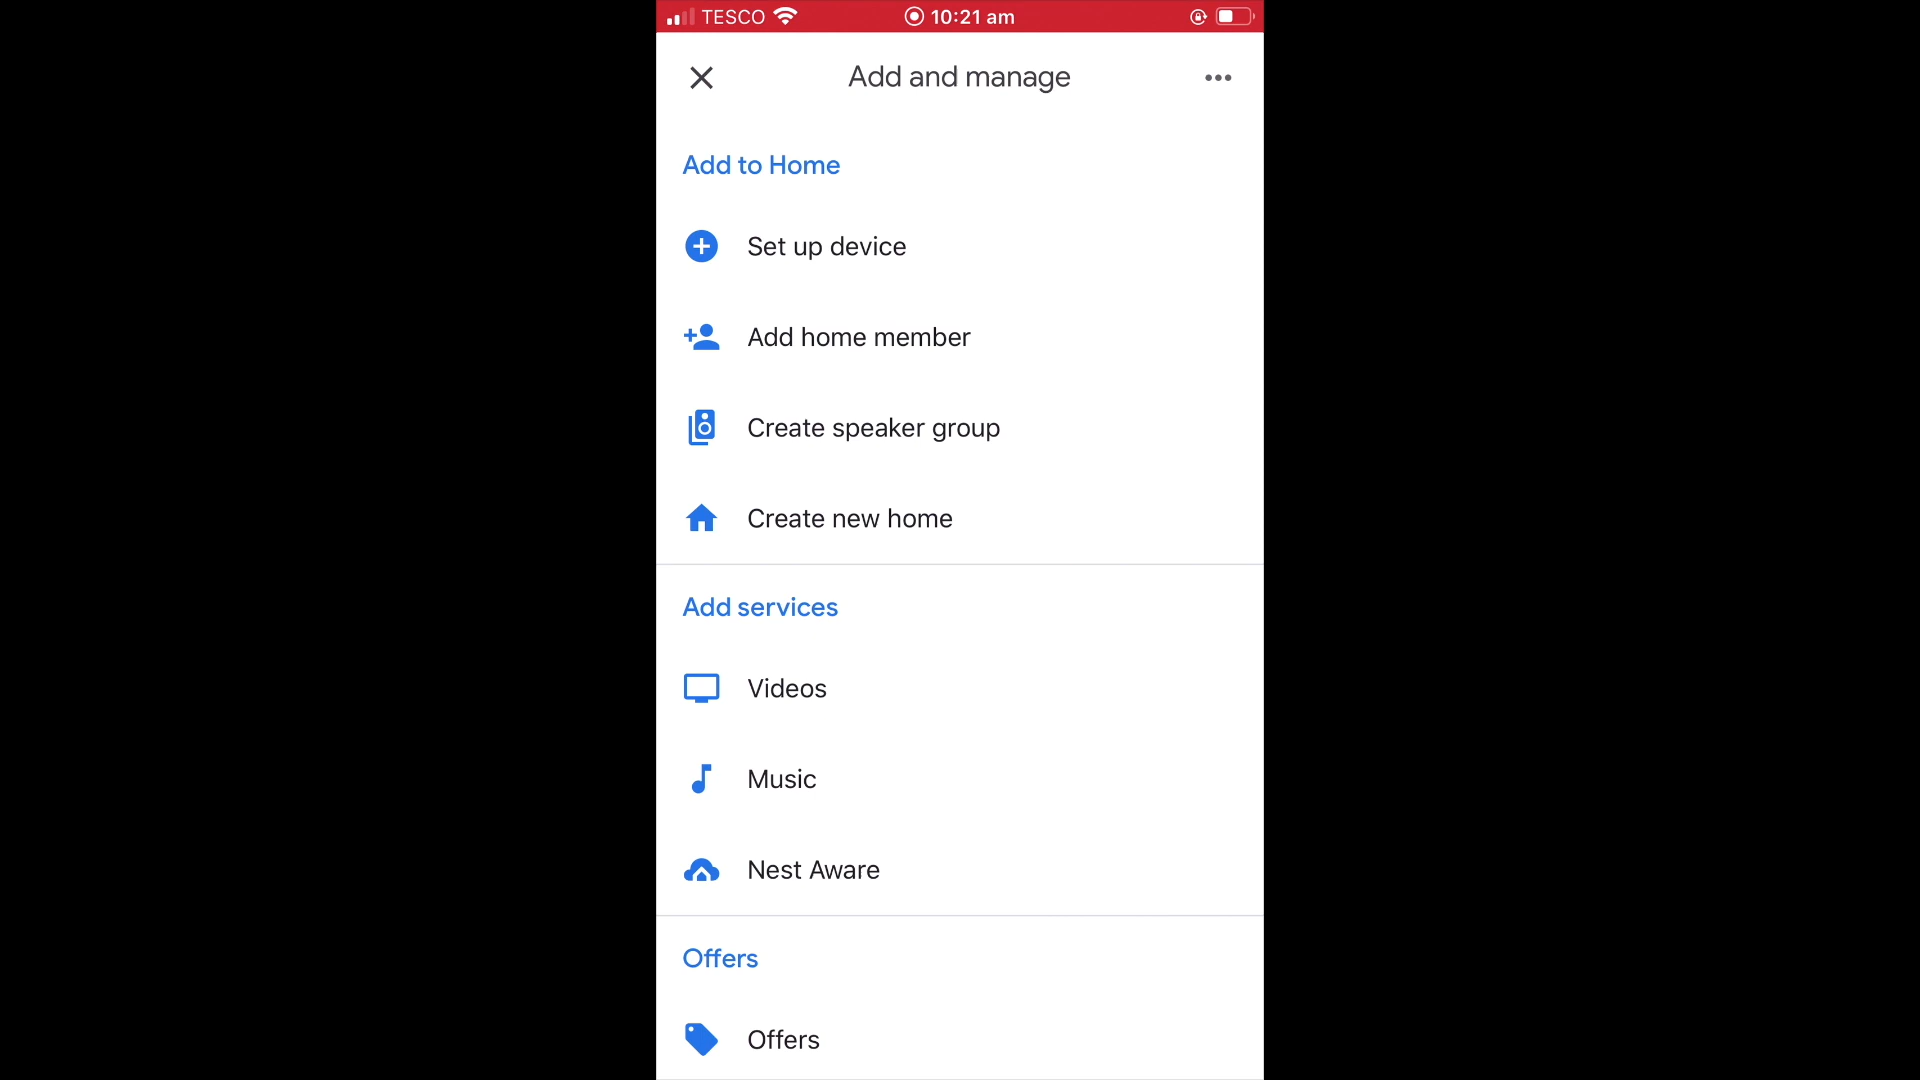 TESCO 10:21 am
Add and manage
Add to Home
Set up device
Add home member
Create speaker group
Create new home
Add services
Videos
Music
Nest Aware
Offers
Offers